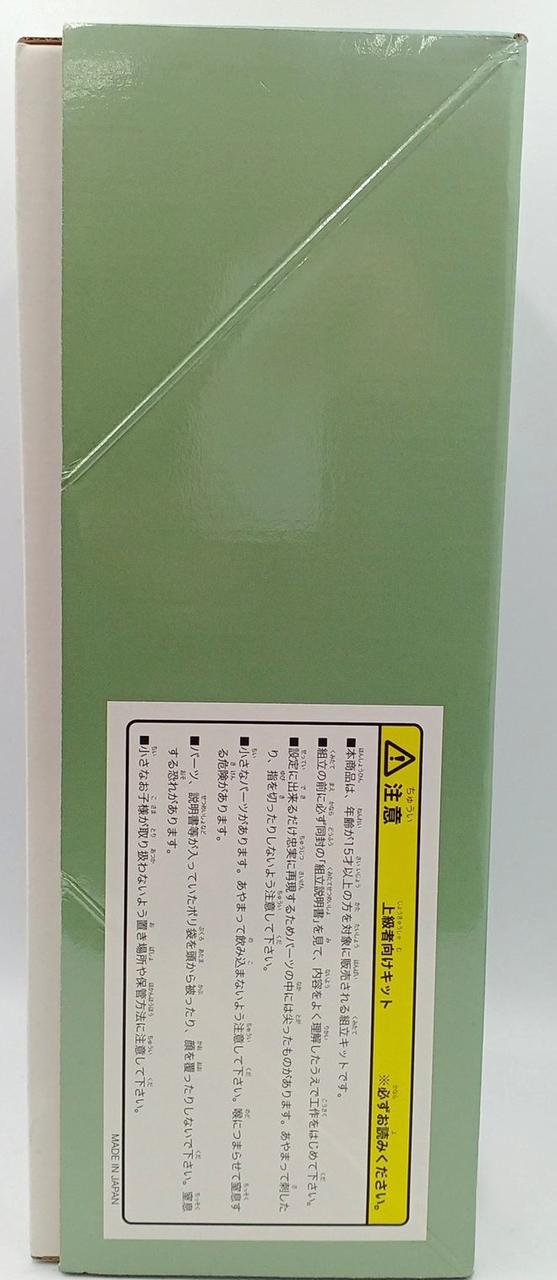 ⚠注意 上級者向けキット ※必ずお読みください。
■本商品は、年齢が15才以上の方を対象に販売される組立キットです。
■組立の前に必ず同封の「組立説明書」を見て、内容をよく理解したうえで工作をはじめて下さい。
■設定に出来るだけ忠実に再現するためパーツの中には尖ったものがあります。あやまって刺した
り、指を切ったりしないよう注意して下さい。
■小さなパーツがあります。あやまって飲み込まないよう注意して下さい。喉につまらせて窒息す
る危険があります。
■パーツ、説明書等が入っていたポリ袋を頭から被ったり、顔を覆ったりしないで下さい。窒息
する恐れがあります。
■小さなお子様が取り扱わないよう置き場所や保管方法に注意して下さい。
MADE IN JAPAN